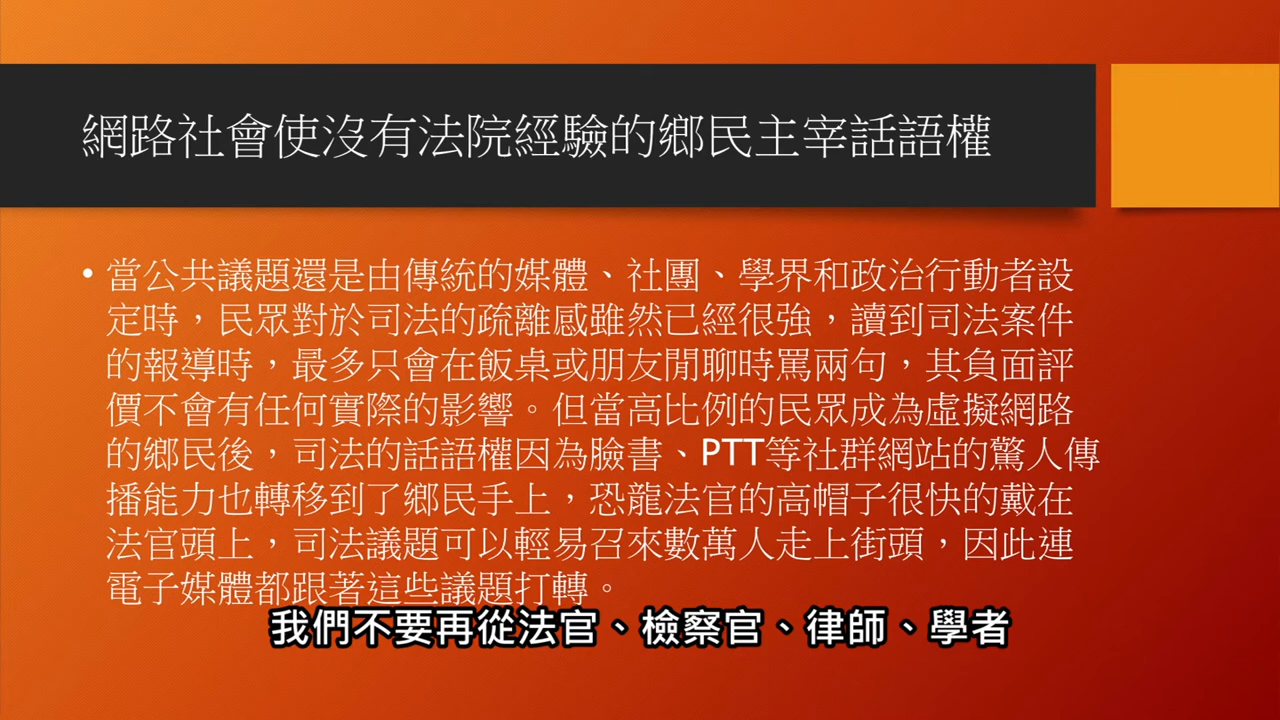 網路社會使沒有法院經驗的鄉民主宰話語權
• 當公共議題還是由傳統的媒體、社團、學界和政治行動者設
定時，民眾對於司法的疏離感雖然已經很強，讀到司法案件
的報導時，最多只會在飯桌或朋友閒聊時罵兩句，其負面評
價不會有任何實際的影響。但當高比例的民眾成為虛擬網路
的鄉民後，司法的話語權因為臉書、PTT等社群網站的驚人傳
播能力也轉移到了鄉民手上，恐龍法官的高帽子很快的戴在
法官頭上，司法議題可以輕易召來數萬人走上街頭，因此連
電子媒體都跟著這些議題打轉。
我們不要再從法官、檢察官、律師、學者